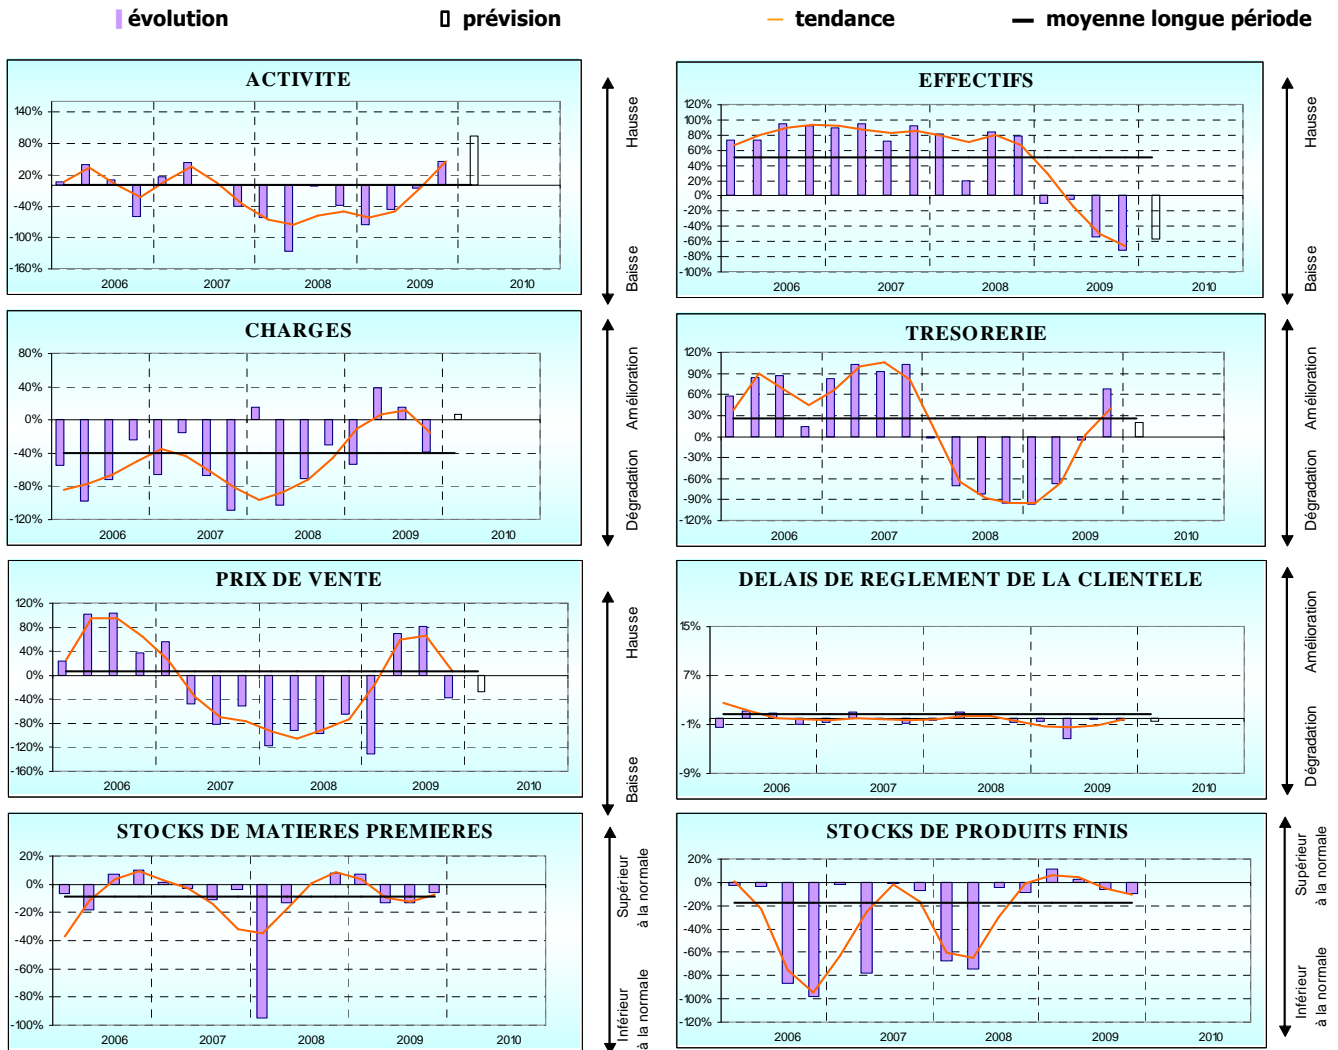 évolution prévision tendance moyenne longue période
ACTIVITE
140%
80%
20%
-40%
-100%
-160%
2006 2007 2008 2009 2010
Hausse
Baisse
EFFECTIFS
120%
100%
80%
60%
40%
20%
0%
-20%
-40%
-60%
-80%
-100%
2006 2007 2008 2009 2010
Hausse
Baisse
CHARGES
80%
40%
0%
-40%
-80%
-120%
2006 2007 2008 2009 2010
Amélioration
Dégradation
TRESORERIE
120%
90%
60%
30%
0%
-30%
-60%
-90%
-120%
2006 2007 2008 2009 2010
Amélioration
Dégradation
PRIX DE VENTE
120%
80%
40%
0%
-40%
-80%
-120%
-160%
2006 2007 2008 2009 2010
Hausse
Baisse
DELAIS DE REGLEMENT DE LA CLIENTELE
15%
7%
-1%
-9%
2006 2007 2008 2009 2010
Amélioration
Dégradation
STOCKS DE MATIERES PREMIERES
20%
0%
-20%
-40%
-60%
-80%
-100%
2006 2007 2008 2009 2010
Supérieur
à la normale
Inférieur
à la normale
STOCKS DE PRODUITS FINIS
20%
0%
-20%
-40%
-60%
-80%
-100%
-120%
2006 2007 2008 2009 2010
Supérieur
à la normale
Inférieur
à la normale